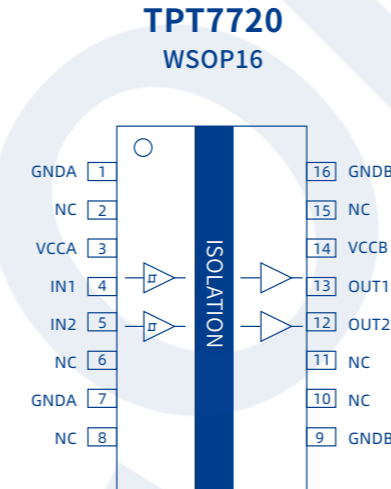 TPT7720
WSOP16
GNDA 1 16 GNDB
NC 2 15 NC
VCCA 3 14 VCCB
IN1 4 13 OUT1
IN2 5 12 OUT2
NC 6 11 NC
GNDA 7 10 NC
NC 8 9 GNDB
ISOLATION